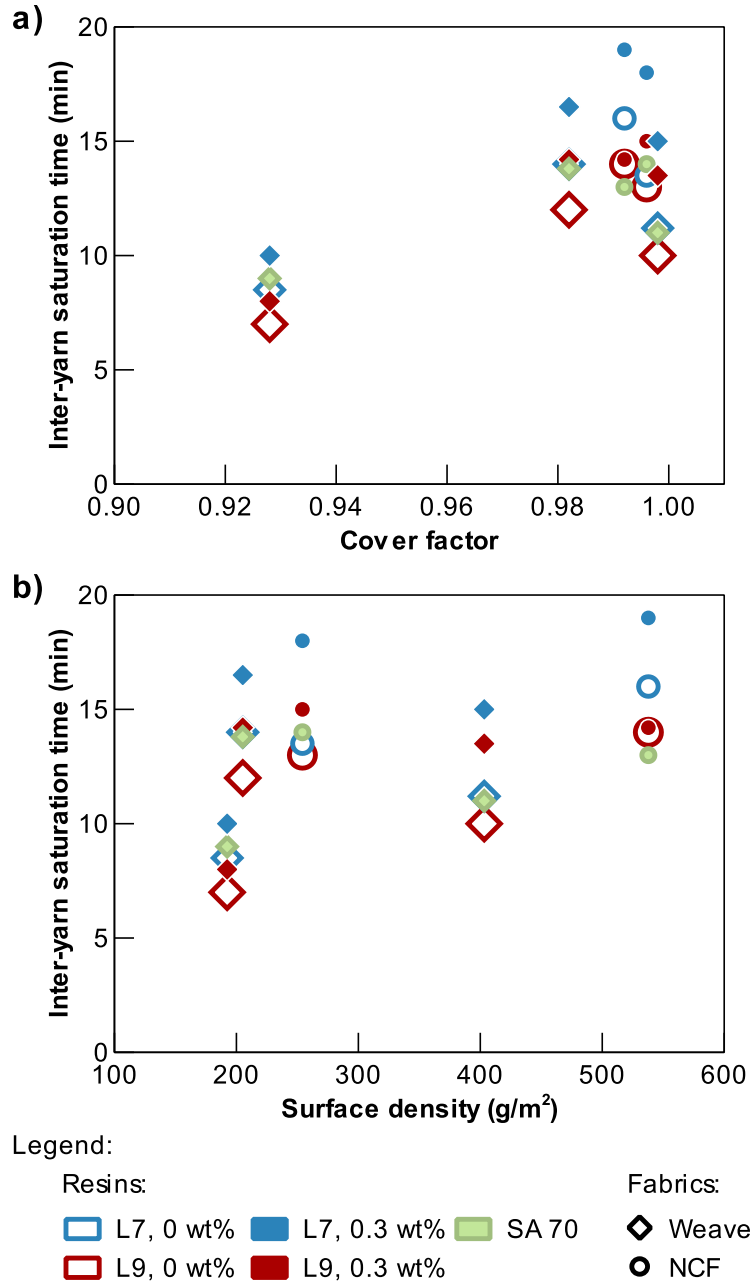 a)
20
15
10
5
0
Inter-yarn saturation time (min)
0.90 0.92 0.94 0.96 0.98 1.00
Cover factor
b)
20
15
10
5
0
Inter-yarn saturation time (min)
100 200 300 400 500 600
Surface density (g/m²)
Legend:
Resins: Fabrics:
L7, 0 wt% L7, 0.3 wt% SA 70 Weave
L9, 0 wt% L9, 0.3 wt% NCF